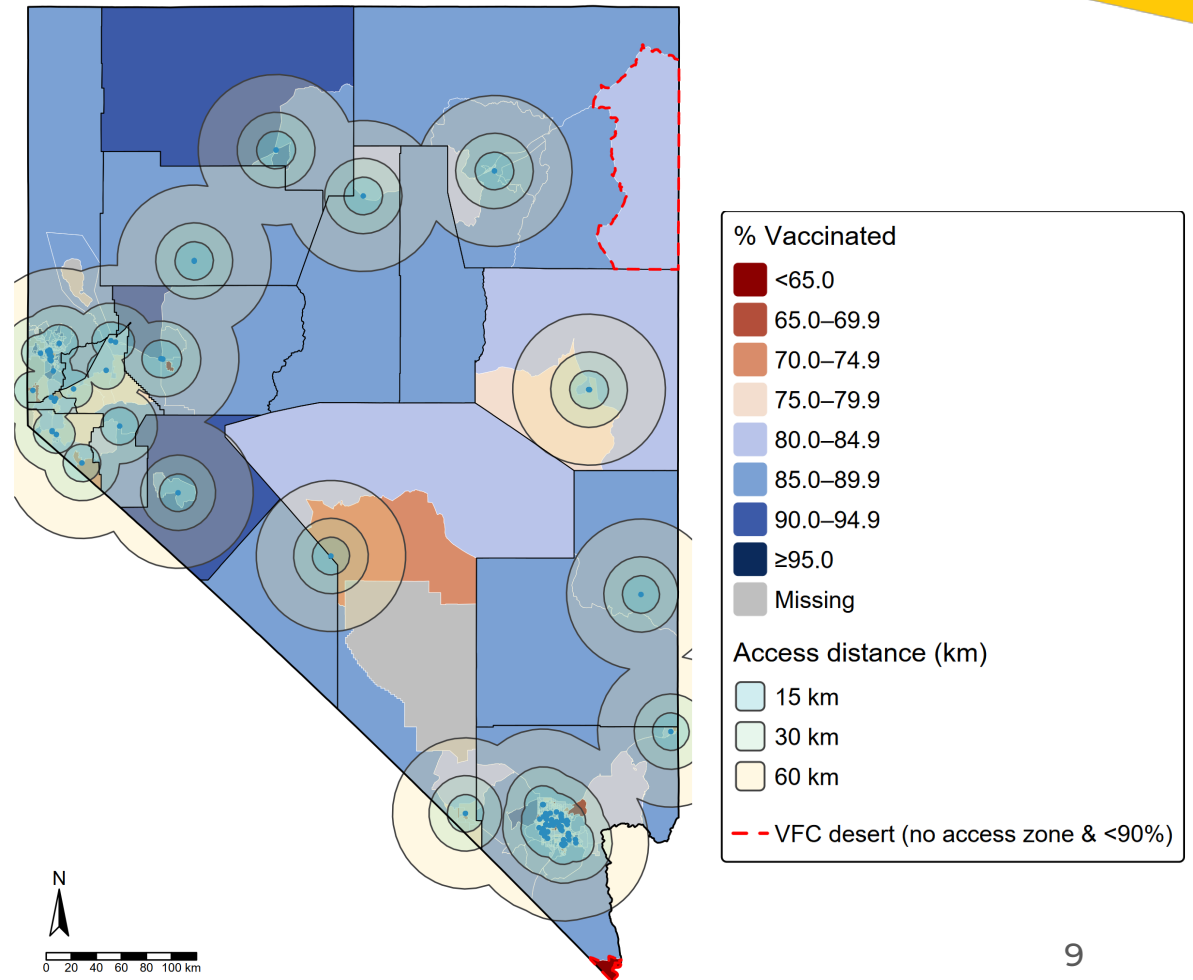 % Vaccinated
<65.0
65.0–69.9
70.0–74.9
75.0–79.9
80.0–84.9
85.0–89.9
90.0–94.9
≥95.0
Missing
Access distance (km)
15 km
30 km
60 km
VFC desert (no access zone & <90%)
N
0 20 40 60 80 100 km
9